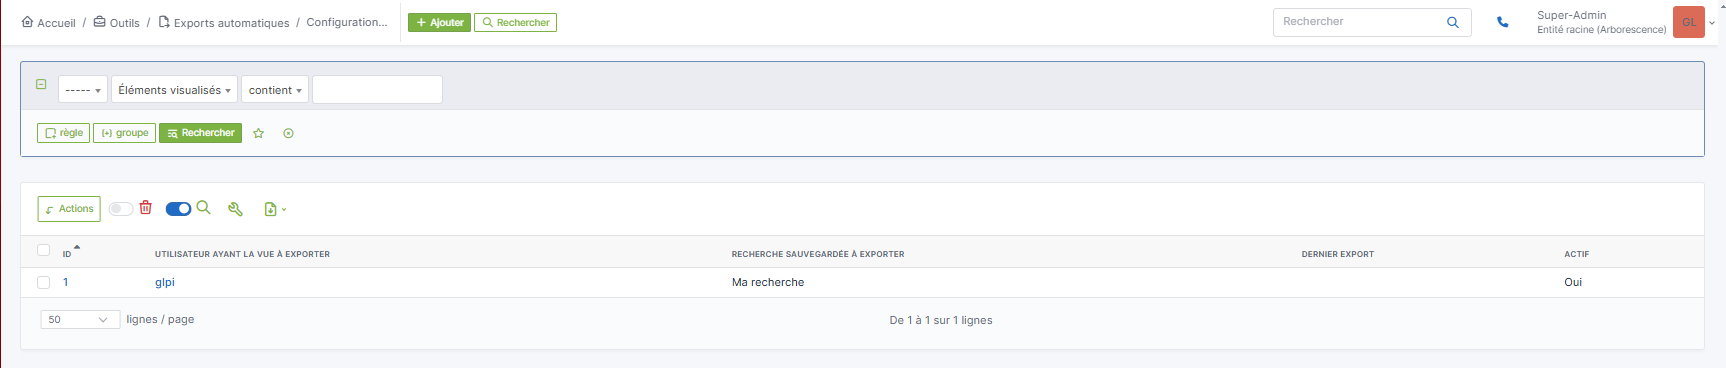 Accueil / Outils / Exports automatiques / Configuration...
+ Ajouter
Rechercher
Rechercher
Super-Admin
Entité racine (Arborescence)
GL
----- Éléments visualisés contient
règle (+) groupe Rechercher
Actions
ID UTILISATEUR AYANT LA VUE À EXPORTER RECHERCHE SAUVEGARDÉE À EXPORTER DERNIER EXPORT ACTIF
1 glpi Ma recherche Oui
50 lignes / page De 1 à 1 sur 1 lignes